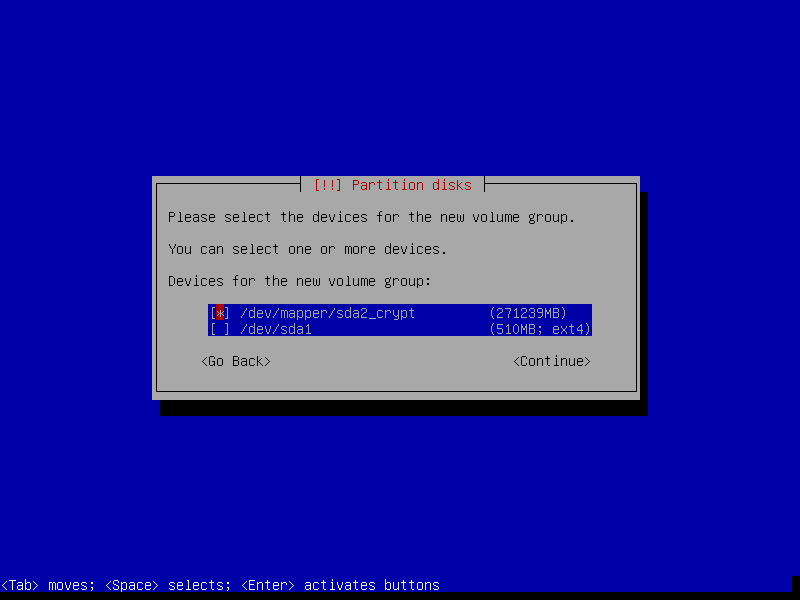 [!!] Partition disks
Please select the devices for the new volume group.
You can select one or more devices.
Devices for the new volume group:
[*] /dev/mapper/sda2_crypt (271239MB)
[ ] /dev/sda1 (510MB; ext4)
<Go Back> <Continue>
<Tab> moves; <Space> selects; <Enter> activates buttons